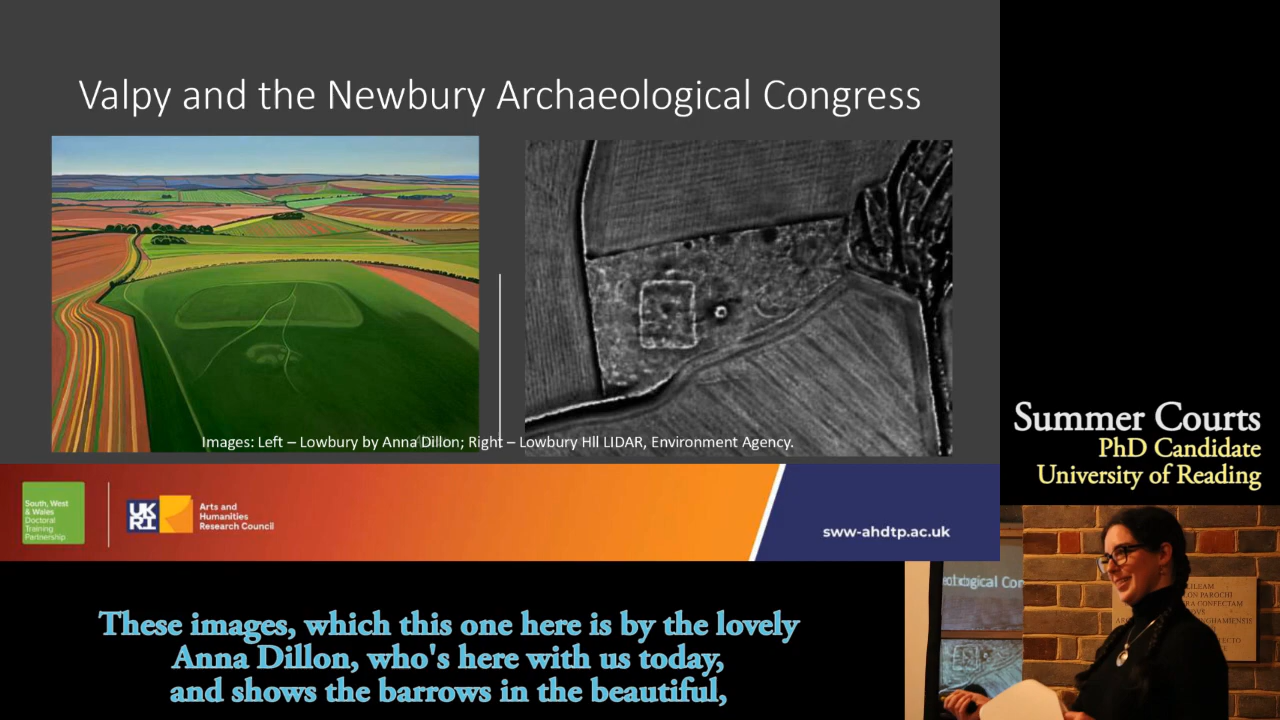 Valpy and the Newbury Archaeological Congress
Images: Left – Lowbury by Anna Dillon; Right – Lowbury Hll LIDAR, Environment Agency.
South, West
& Wales
Doctoral
Training
Partnership
UK
RI
Arts and
Humanities
Research Council
sww-ahdtp.ac.uk
Summer Courts
PhD Candidate
University of Reading
These images, which this one here is by the lovely
Anna Dillon, who's here with us today,
and shows the barrows in the beautiful,